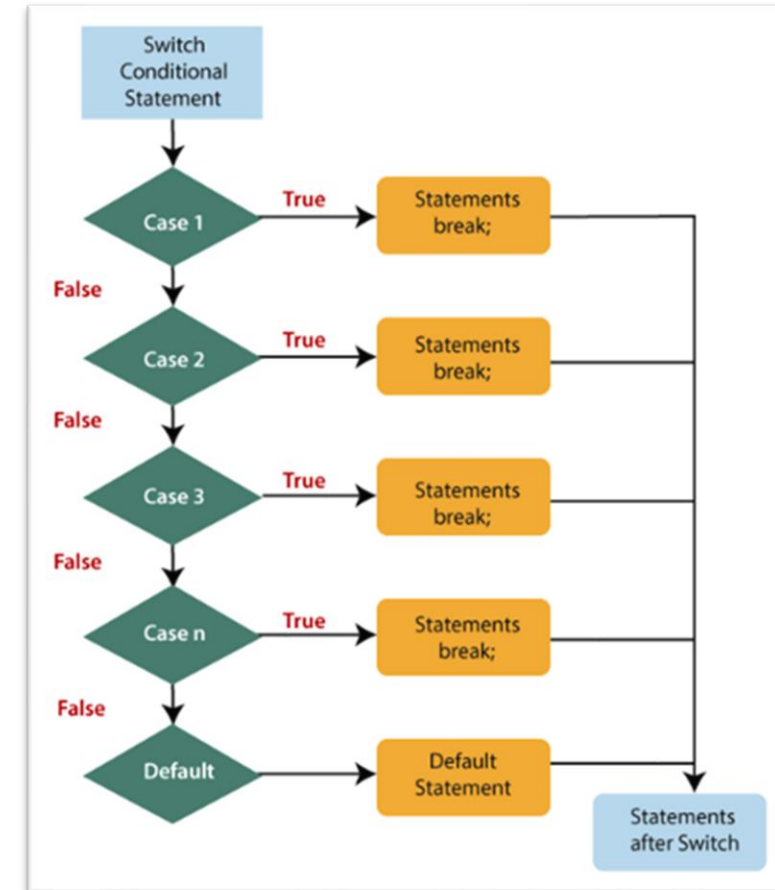 Switch
Conditional
Statement
Case 1
True
Statements
break;
False
Case 2
True
Statements
break;
False
Case 3
True
Statements
break;
False
Case n
True
Statements
break;
False
Default
Default
Statement
Statements
after Switch